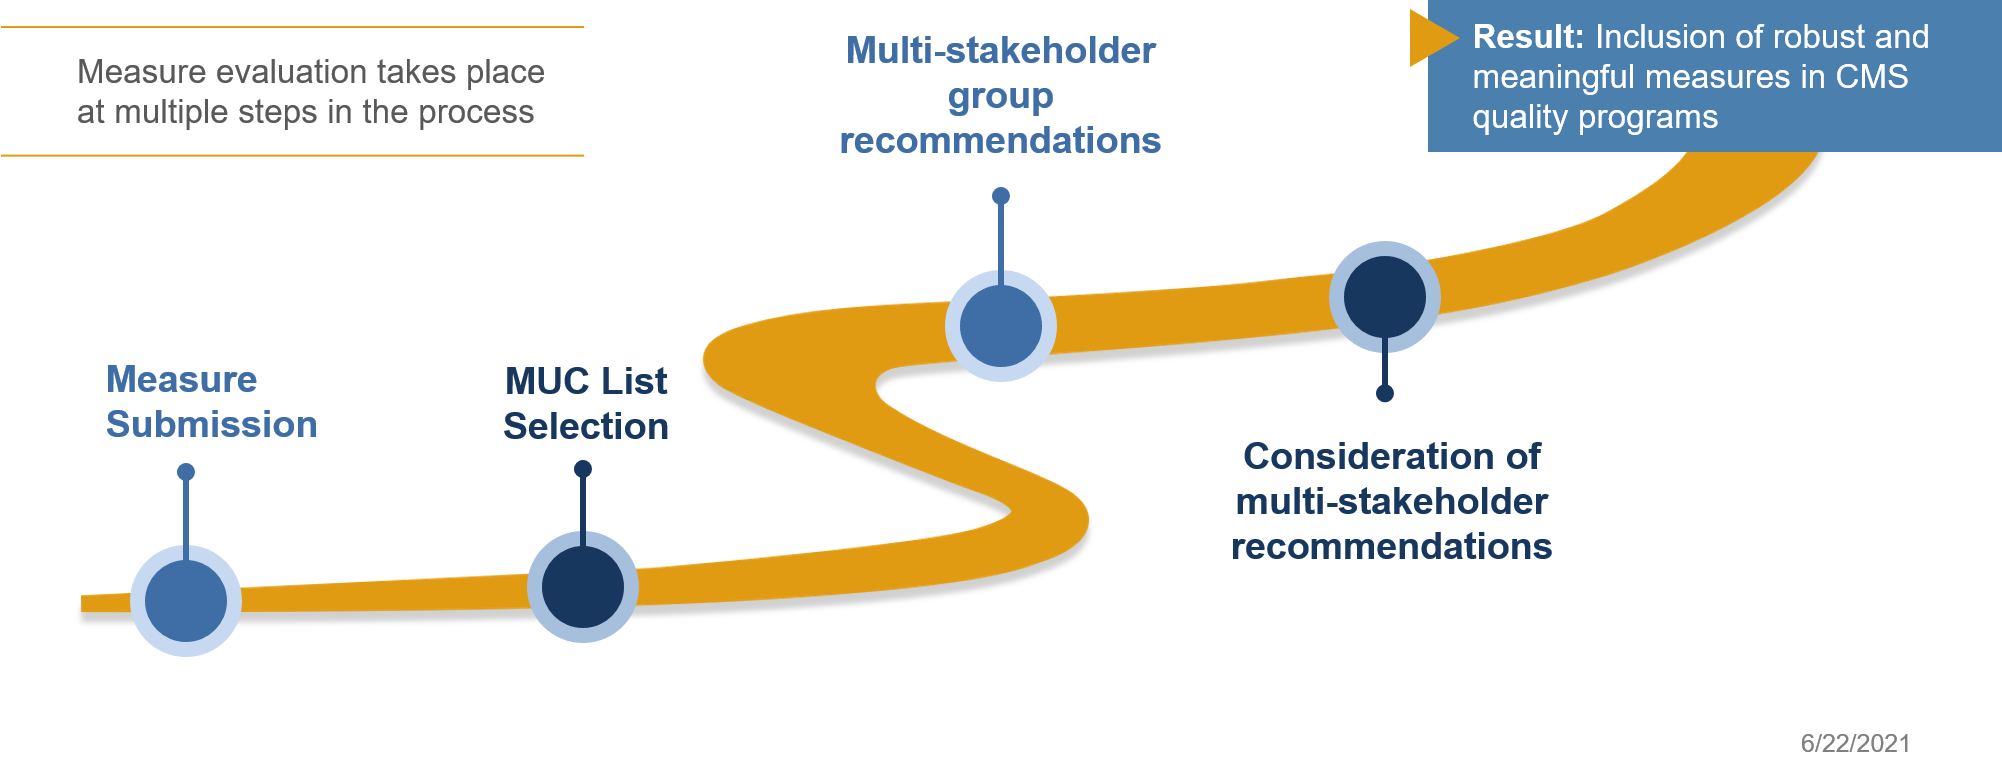 Measure evaluation takes place
at multiple steps in the process
Multi-stakeholder
group
recommendations
Result: Inclusion of robust and
meaningful measures in CMS
quality programs
Measure
Submission
MUC List
Selection
Consideration of
multi-stakeholder
recommendations
6/22/2021